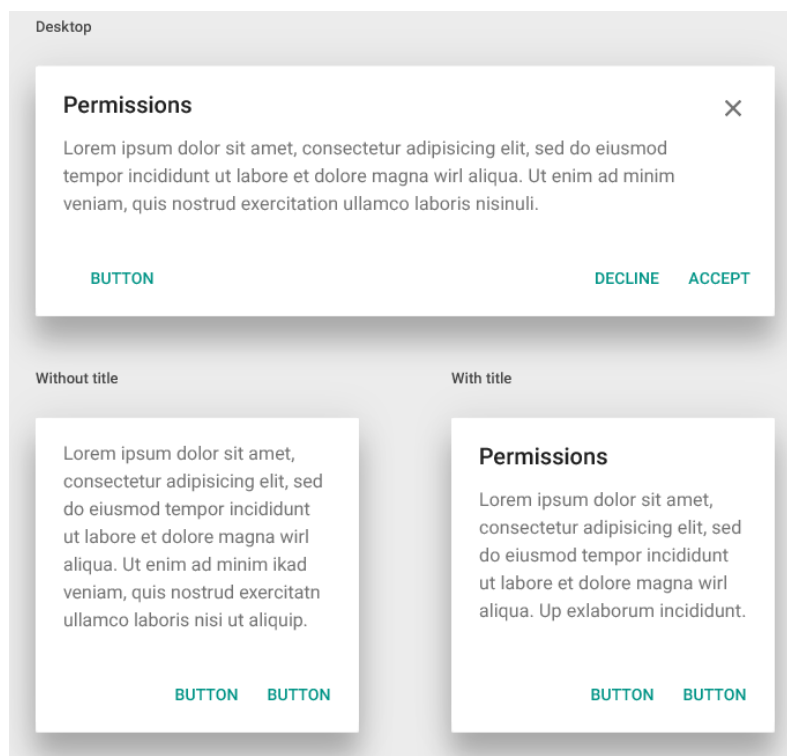 Desktop
Permissions
Lorem ipsum dolor sit amet, consectetur adipisicing elit, sed do eiusmod
tempor incididunt ut labore et dolore magna wirl aliqua. Ut enim ad minim
veniam, quis nostrud exercitation ullamco laboris nisinuli.
BUTTON DECLINE ACCEPT
Without title
Lorem ipsum dolor sit amet,
consectetur adipisicing elit, sed
do eiusmod tempor incididunt
ut labore et dolore magna wirl
aliqua. Ut enim ad minim ikad
veniam, quis nostrud exercitatn
ullamco laboris nisi ut aliquip.
BUTTON BUTTON
With title
Permissions
Lorem ipsum dolor sit amet,
consectetur adipisicing elit, sed
do eiusmod tempor incididunt
ut labore et dolore magna wirl
aliqua. Up exlaborum incididunt.
BUTTON BUTTON